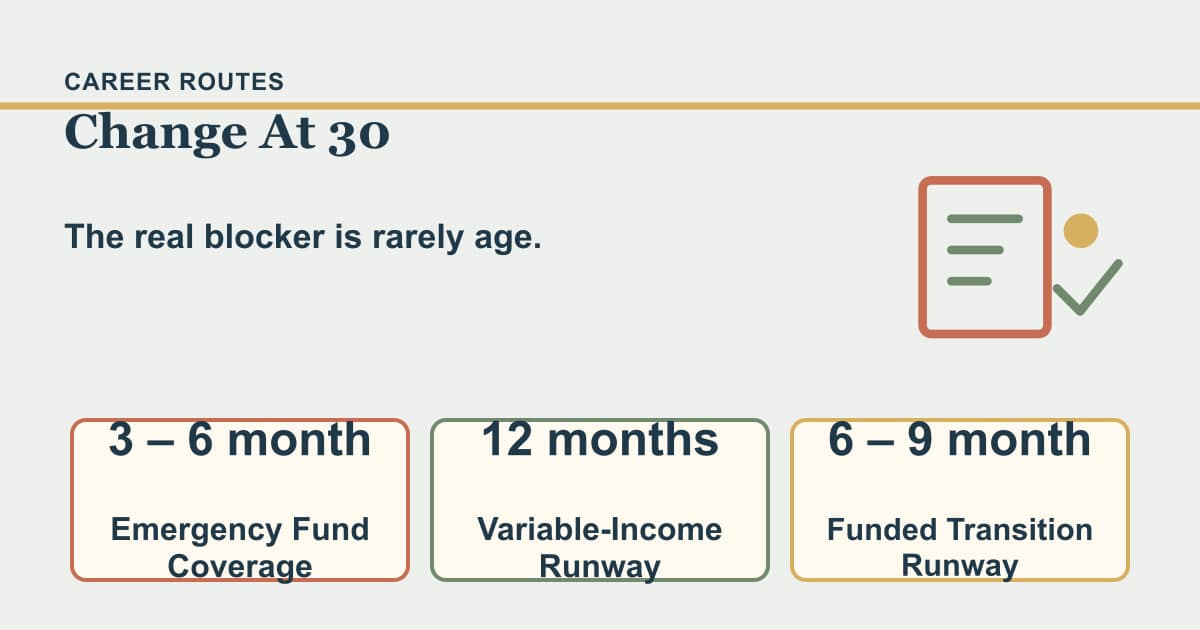 CAREER ROUTES
Change At 30
The real blocker is rarely age.
3 – 6 month
Emergency Fund
Coverage
12 months
Variable-Income
Runway
6 – 9 month
Funded Transition
Runway